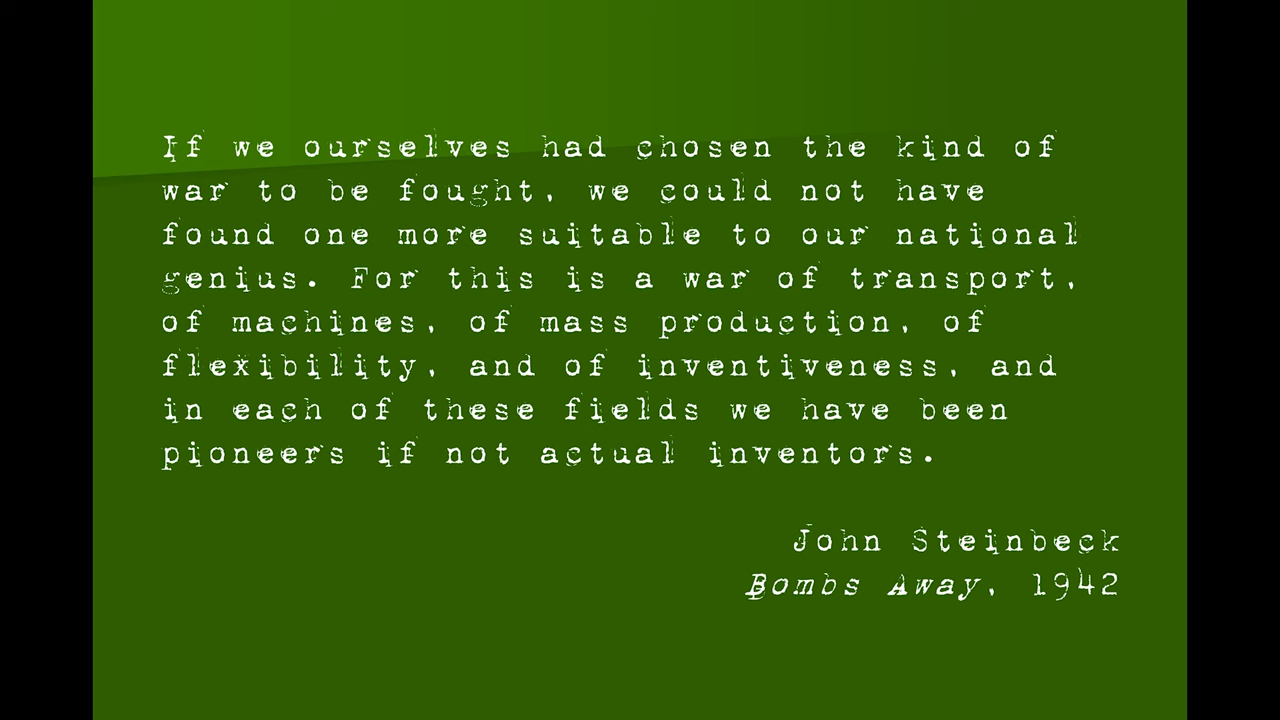 If we ourselves had chosen the kind of
war to be fought, we could not have
found one more suitable to our national
genius. For this is a war of transport,
of machines, of mass production, of
flexibility, and of inventiveness, and
in each of these fields we have been
pioneers if not actual inventors.
John Steinbeck
Bombs Away, 1942